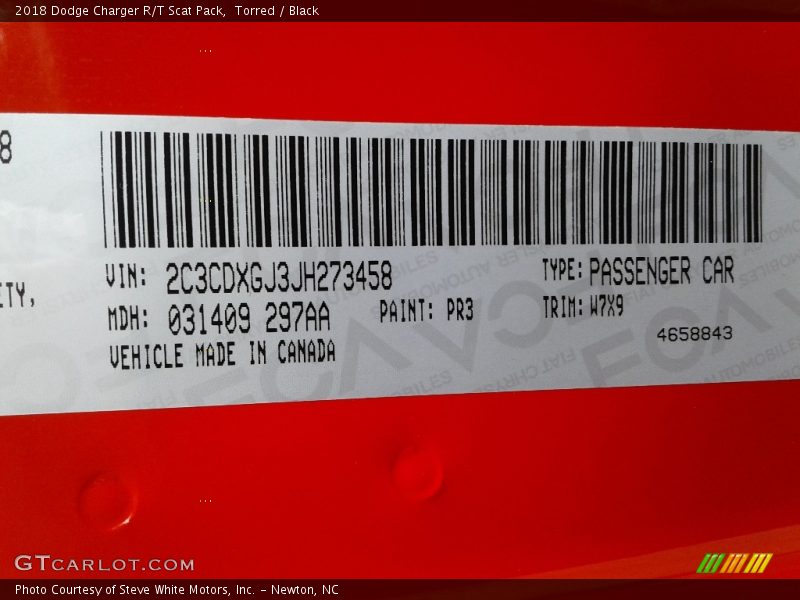 2018 Dodge Charger R/T Scat Pack,  Torred / Black
8
ETY,
VIN: 2C3CDXGJ3JH273458
TYPE: PASSENGER CAR
MDH: 031409 297AA
PAINT: PR3
TRIM: W7X9
VEHICLE MADE IN CANADA
4658843
GTCARLOT.COM
Photo Courtesy of Steve White Motors, Inc. – Newton, NC